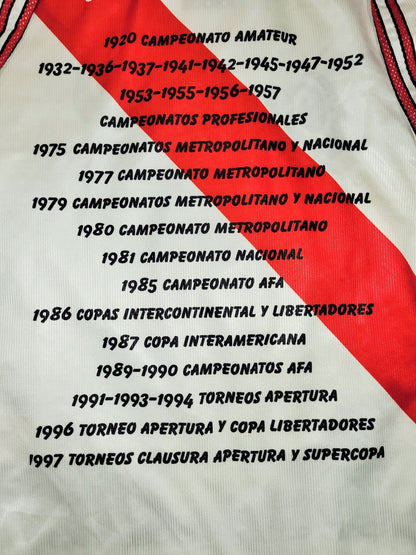 1920 CAMPEONATO AMATEUR
1932-1936-1937-1941-1942-1945-1947-1952
1953-1955-1956-1957
CAMPEONATOS PROFESIONALES
1975 CAMPEONATOS METROPOLITANO Y NACIONAL
1977 CAMPEONATO METROPOLITANO
1979 CAMPEONATOS METROPOLITANO Y NACIONAL
1980 CAMPEONATO METROPOLITANO
1981 CAMPEONATO NACIONAL
1985 CAMPEONATO AFA
1986 COPAS INTERCONTINENTAL Y LIBERTADORES
1987 COPA INTERAMERICANA
1989-1990 CAMPEONATOS AFA
1991-1993-1994 TORNEOS APERTURA
1996 TORNEO APERTURA Y COPA LIBERTADORES
1997 TORNEOS CLAUSURA APERTURA Y SUPERCOPA